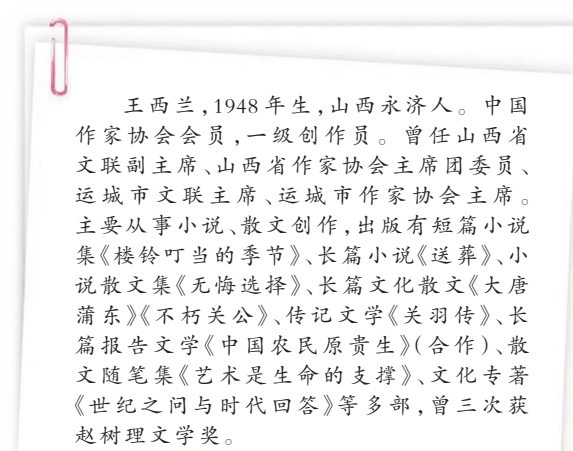 王西兰,1948年生,山西永济人。中国
作家协会会员,一级创作员。曾任山西省
文联副主席、山西省作家协会主席团委员、
运城市文联主席、运城市作家协会主席。
主要从事小说、散文创作,出版有短篇小说
集《楼铃叮当的季节》、长篇小说《送葬》、小
说散文集《无悔选择》、长篇文化散文《大唐
蒲东》《不朽关公》、传记文学《关羽传》、长
篇报告文学《中国农民原贵生》(合作)、散
文随笔集《艺术是生命的支撑》、文化专著
《世纪之问与时代回答》等多部,曾三次获
赵树理文学奖。